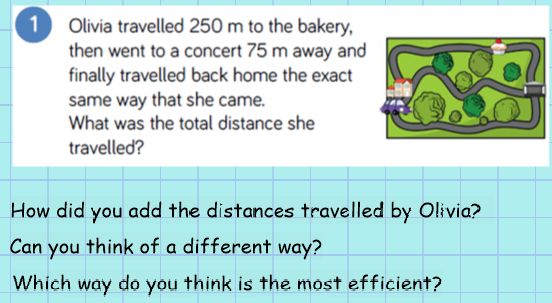 1
Olivia travelled 250 m to the bakery,
then went to a concert 75 m away and
finally travelled back home the exact
same way that she came.
What was the total distance she
travelled?
How did you add the distances travelled by Olivia?
Can you think of a different way?
Which way do you think is the most efficient?